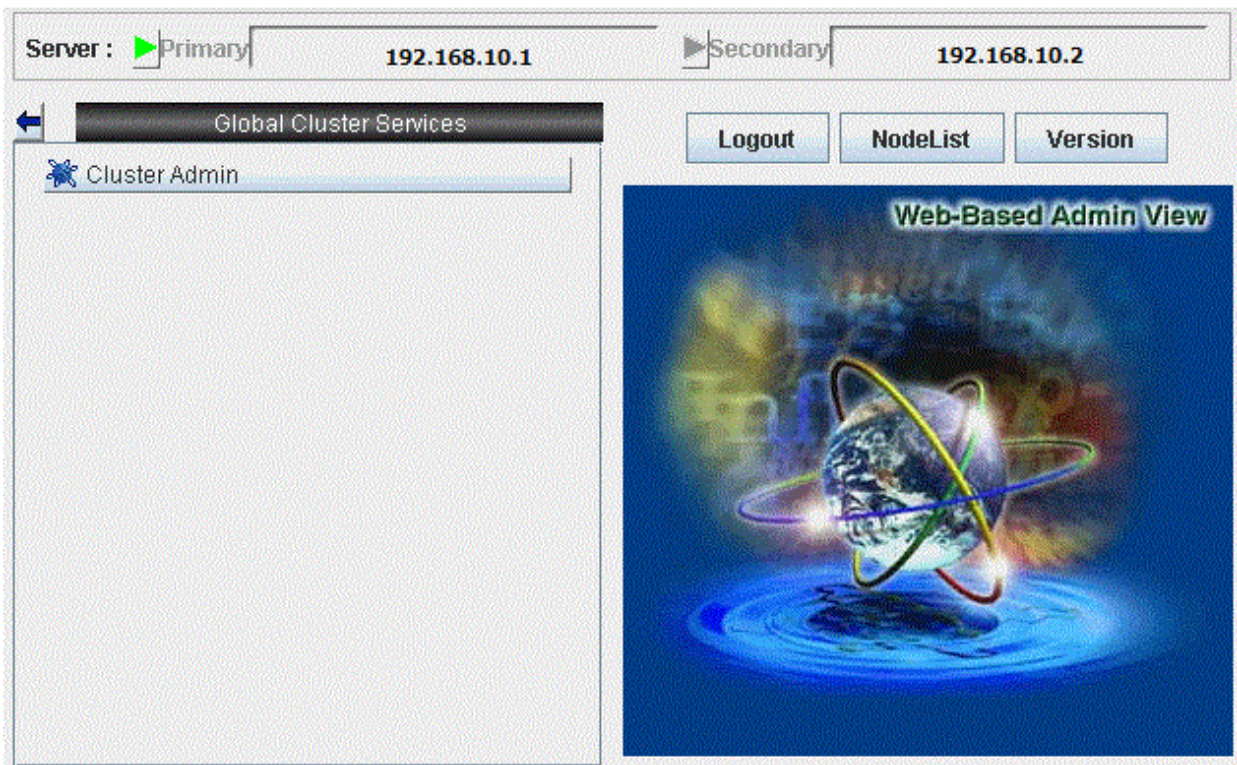 Server : Primary 192.168.10.1 Secondary 192.168.10.2
Global Cluster Services
Logout NodeList Version
Cluster Admin
Web-Based Admin View